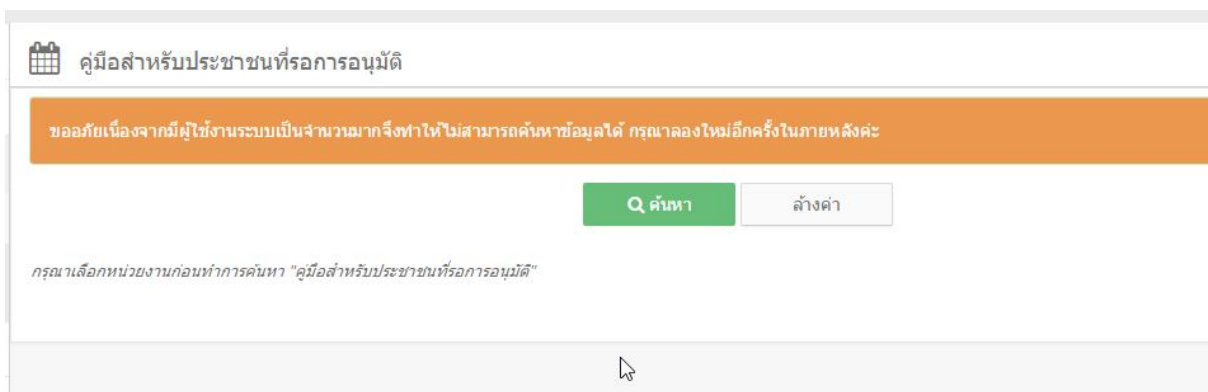 คู่มือสำหรับประชาชนที่รอการอนุมัติ
ขออภัยเนื่องจากมีผู้ใช้งานระบบเป็นจำนวนมากจึงทำให้ไม่สามารถค้นหาข้อมูลได้ กรุณาลองใหม่อีกครั้งในภายหลังค่ะ
ค้นหา ล้างค่า
กรุณาเลือกหน่วยงานก่อนทำการค้นหา "คู่มือสำหรับประชาชนที่รอการอนุมัติ"